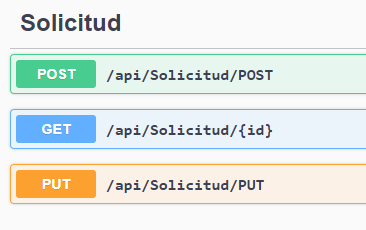 Solicitud
POST /api/Solicitud/POST
GET /api/Solicitud/{id}
PUT /api/Solicitud/PUT